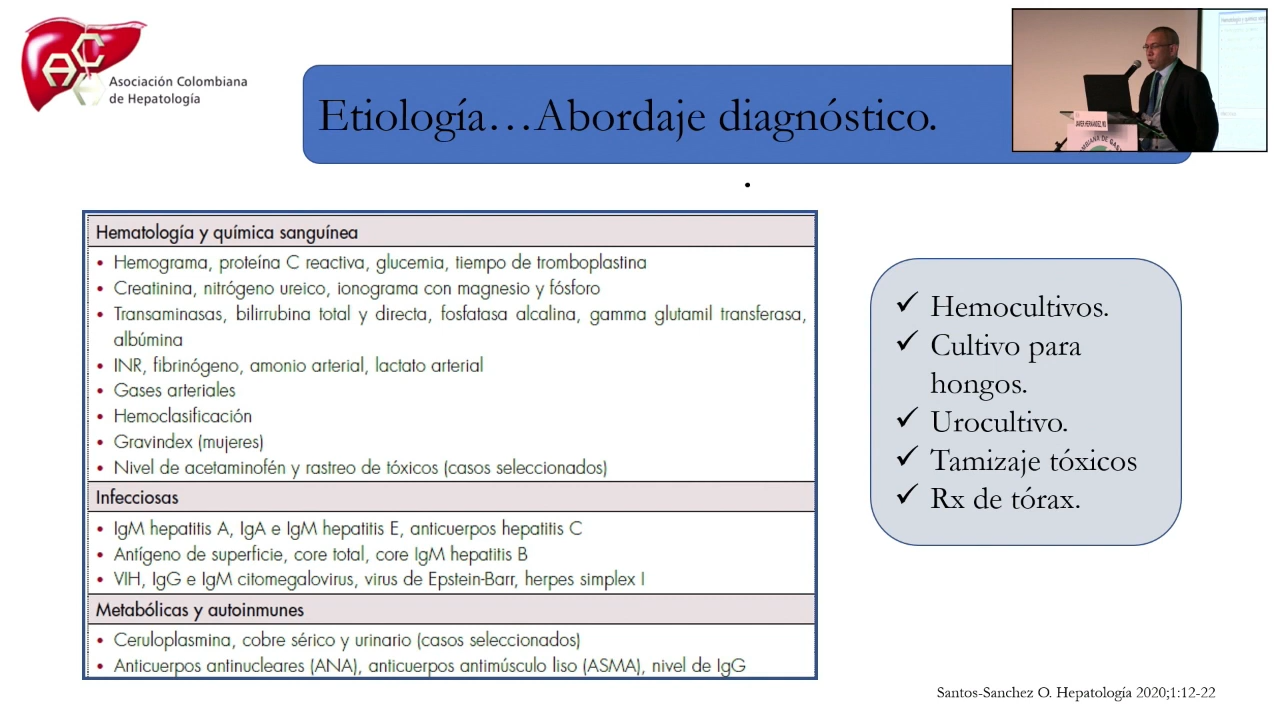 ACH
Asociación Colombiana
de Hepatología
Etiología…Abordaje diagnóstico.
.
JAVIER HERNANDEZ, MD
Hematología y química sanguínea
• Hemograma, proteína C reactiva, glucemia, tiempo de tromboplastina
• Creatinina, nitrógeno ureico, ionograma con magnesio y fósforo
• Transaminasas, bilirrubina total y directa, fosfatasa alcalina, gamma glutamil transferasa,
albúmina
• INR, fibrinógeno, amonio arterial, lactato arterial
• Gases arteriales
• Hemoclasificación
• Gravindex (mujeres)
• Nivel de acetaminofén y rastreo de tóxicos (casos seleccionados)
Infecciosas
• IgM hepatitis A, IgA e IgM hepatitis E, anticuerpos hepatitis C
• Antígeno de superficie, core total, core IgM hepatitis B
• VIH, IgG e IgM citomegalovirus, virus de Epstein-Barr, herpes simplex I
Metabólicas y autoinmunes
• Ceruloplasmina, cobre sérico y urinario (casos seleccionados)
• Anticuerpos antinucleares (ANA), anticuerpos antimúsculo liso (ASMA), nivel de IgG
✓ Hemocultivos.
✓ Cultivo para
hongos.
✓ Urocultivo.
✓ Tamizaje tóxicos
✓ Rx de tórax.
Santos-Sanchez O. Hepatología 2020;1:12-22